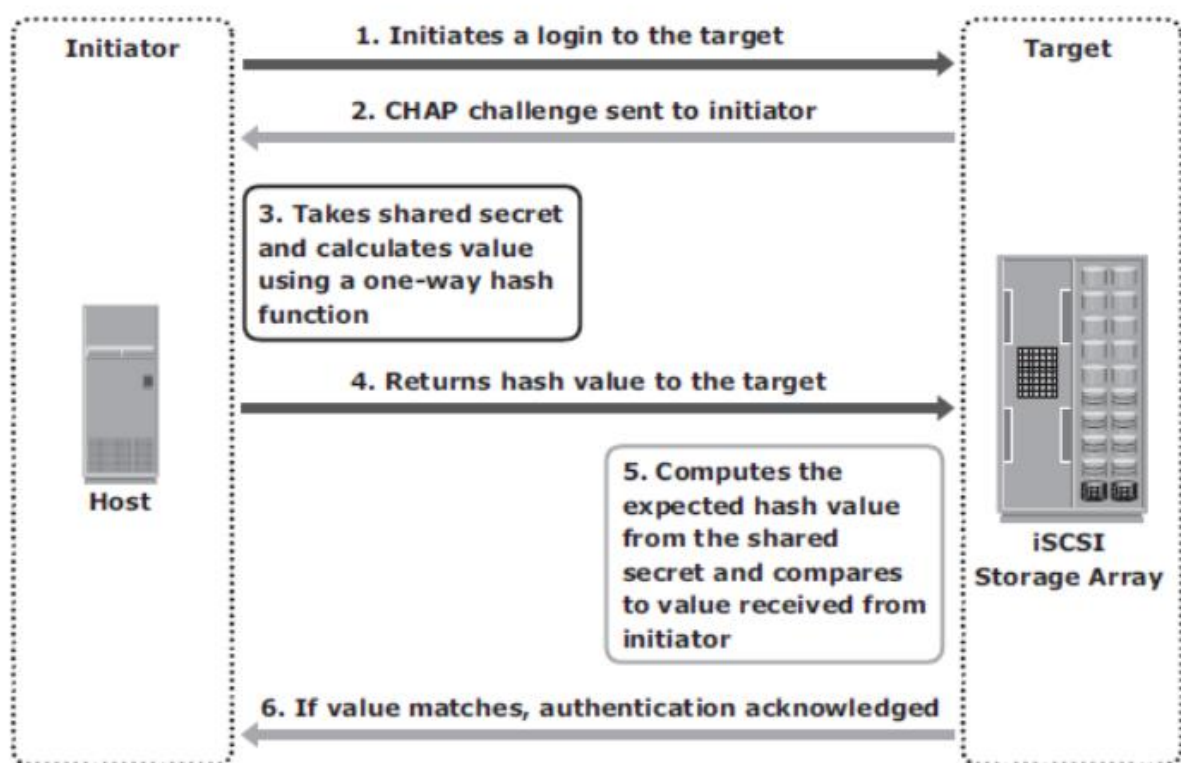 Initiator
1. Initiates a login to the target
Target
2. CHAP challenge sent to initiator
3. Takes shared secret
and calculates value
using a one-way hash
function
4. Returns hash value to the target
Host
5. Computes the
expected hash value
from the shared
secret and compares
to value received from
initiator
iSCSI
Storage Array
6. If value matches, authentication acknowledged